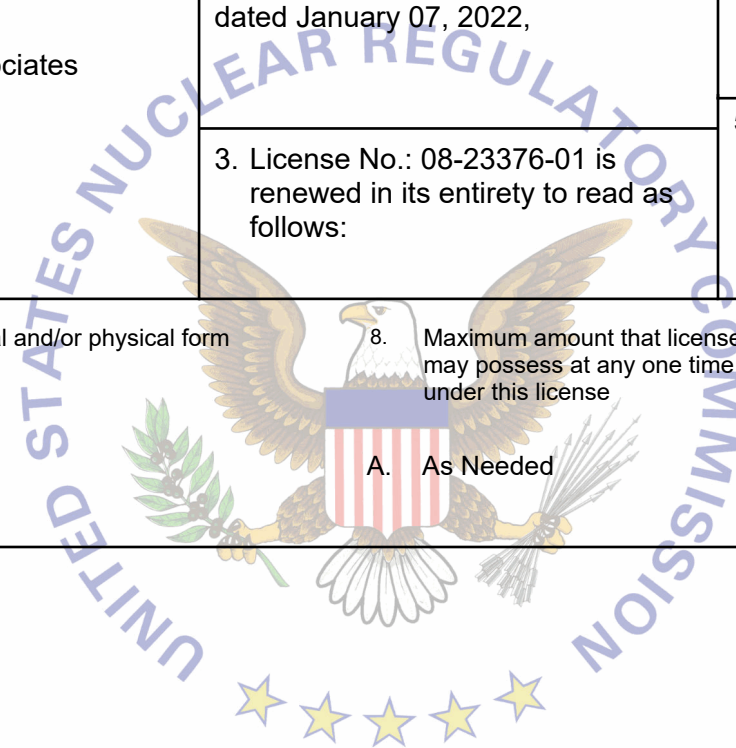 dated January 07, 2022,
ciates
3. License No.: 08-23376-01 is
renewed in its entirety to read as
follows:
and/or physical form
8. Maximum amount that license
may possess at any one time
under this license
A. As Needed
UNITED STATES NUCLEAR REGULATORY COMMISSION